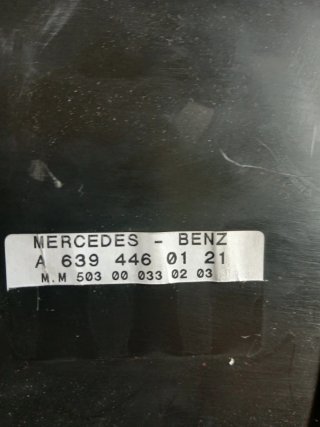 MERCEDES - BENZ
A 639 446 01 21
M.M 503 00 033 02 03